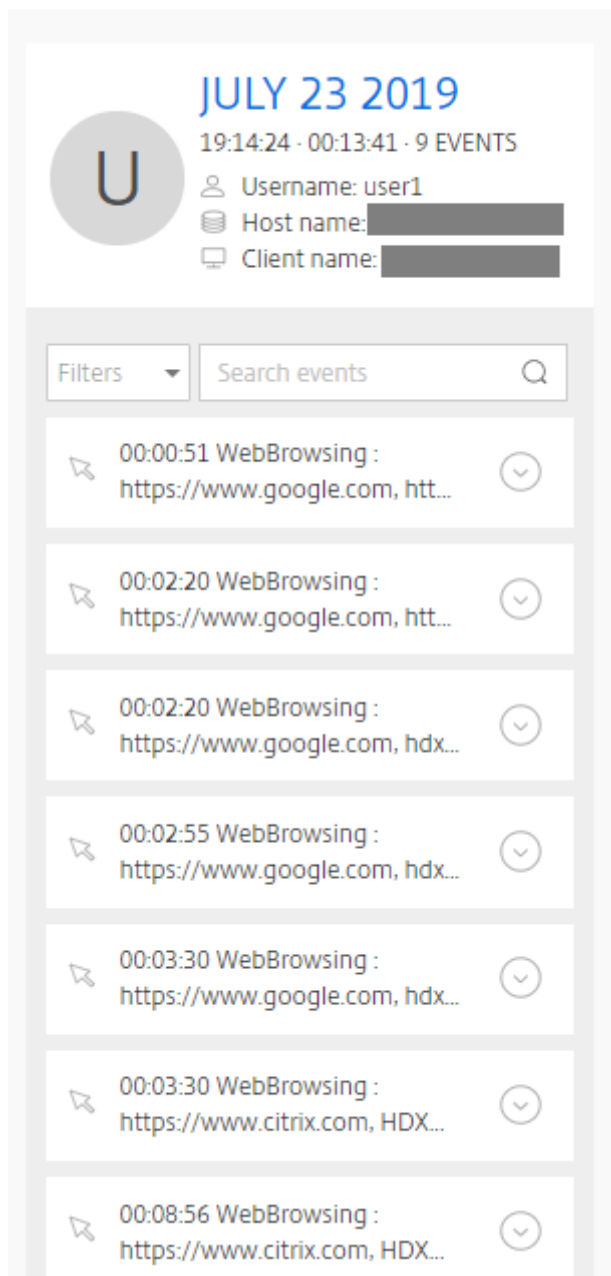 U
JULY 23 2019
19:14:24 · 00:13:41 · 9 EVENTS
Username: user1
Host name:
Client name:
Filters
Search events
00:00:51 WebBrowsing :
https://www.google.com, htt...
00:02:20 WebBrowsing :
https://www.google.com, htt...
00:02:20 WebBrowsing :
https://www.google.com, hdx...
00:02:55 WebBrowsing :
https://www.google.com, hdx...
00:03:30 WebBrowsing :
https://www.google.com, hdx...
00:03:30 WebBrowsing :
https://www.citrix.com, HDX...
00:08:56 WebBrowsing :
https://www.citrix.com, HDX...